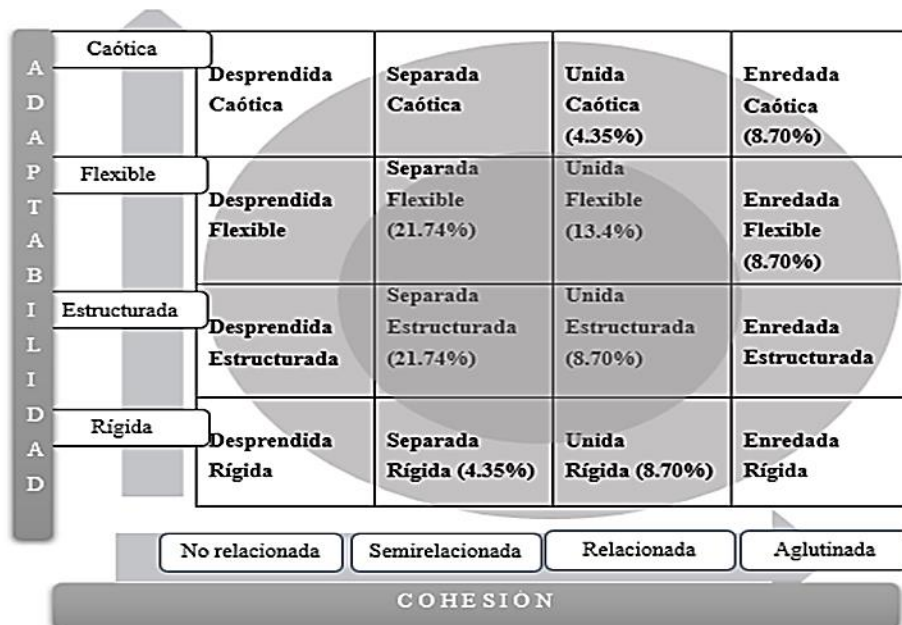 ADAPTABILIDAD
Caótica
Desprendida
Caótica
Separada
Caótica
Unida
Caótica
(4.35%)
Enredada
Caótica
(8.70%)
Flexible
Desprendida
Flexible
Separada
Flexible
(21.74%)
Unida
Flexible
(13.4%)
Enredada
Flexible
(8.70%)
Estructurada
Desprendida
Estructurada
Separada
Estructurada
(21.74%)
Unida
Estructurada
(8.70%)
Enredada
Estructurada
Rígida
Desprendida
Rígida
Separada
Rígida (4.35%)
Unida
Rígida (8.70%)
Enredada
Rígida
No relacionada
Semirelacionada
Relacionada
Aglutinada
COHESIÓN